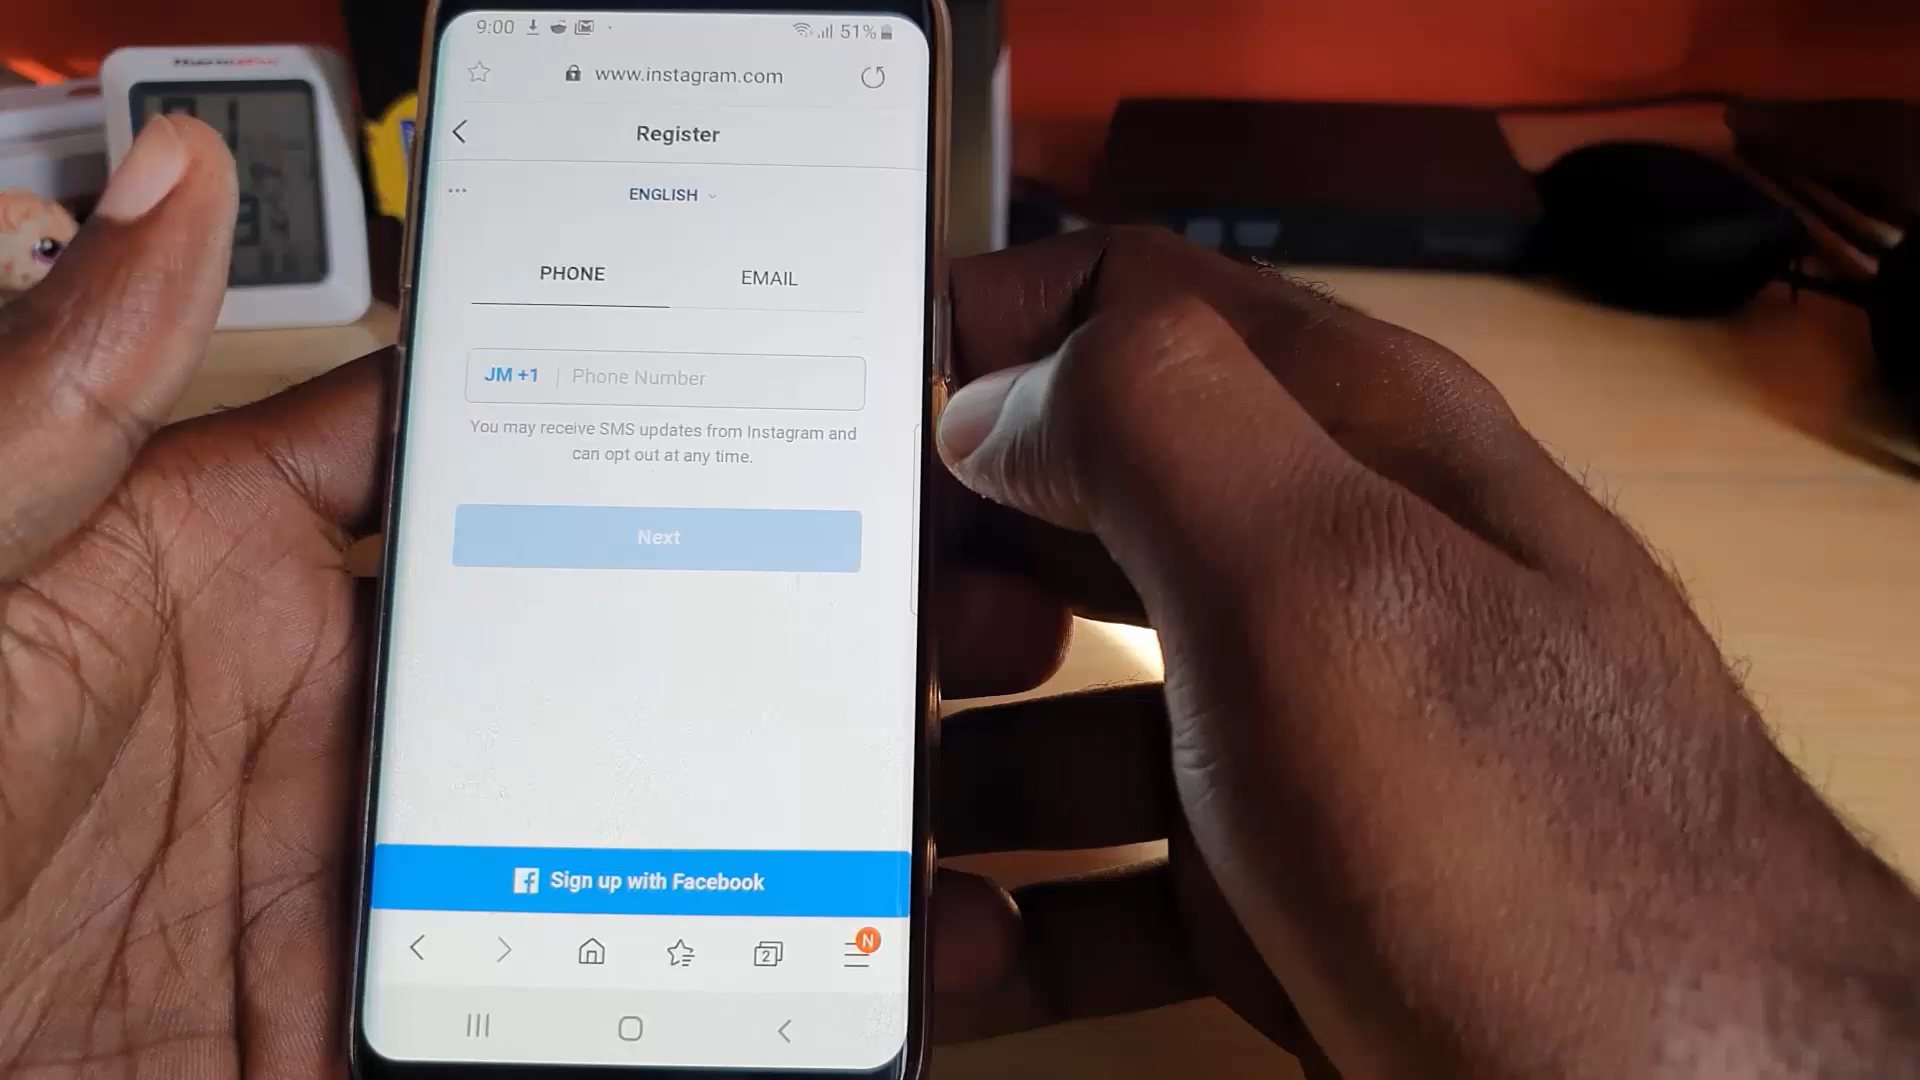 9:00
51%
www.instagram.com
Register
ENGLISH
PHONE EMAIL
JM +1 Phone Number
You may receive SMS updates from Instagram and
can opt out at any time.
Next
Sign up with Facebook
2
N